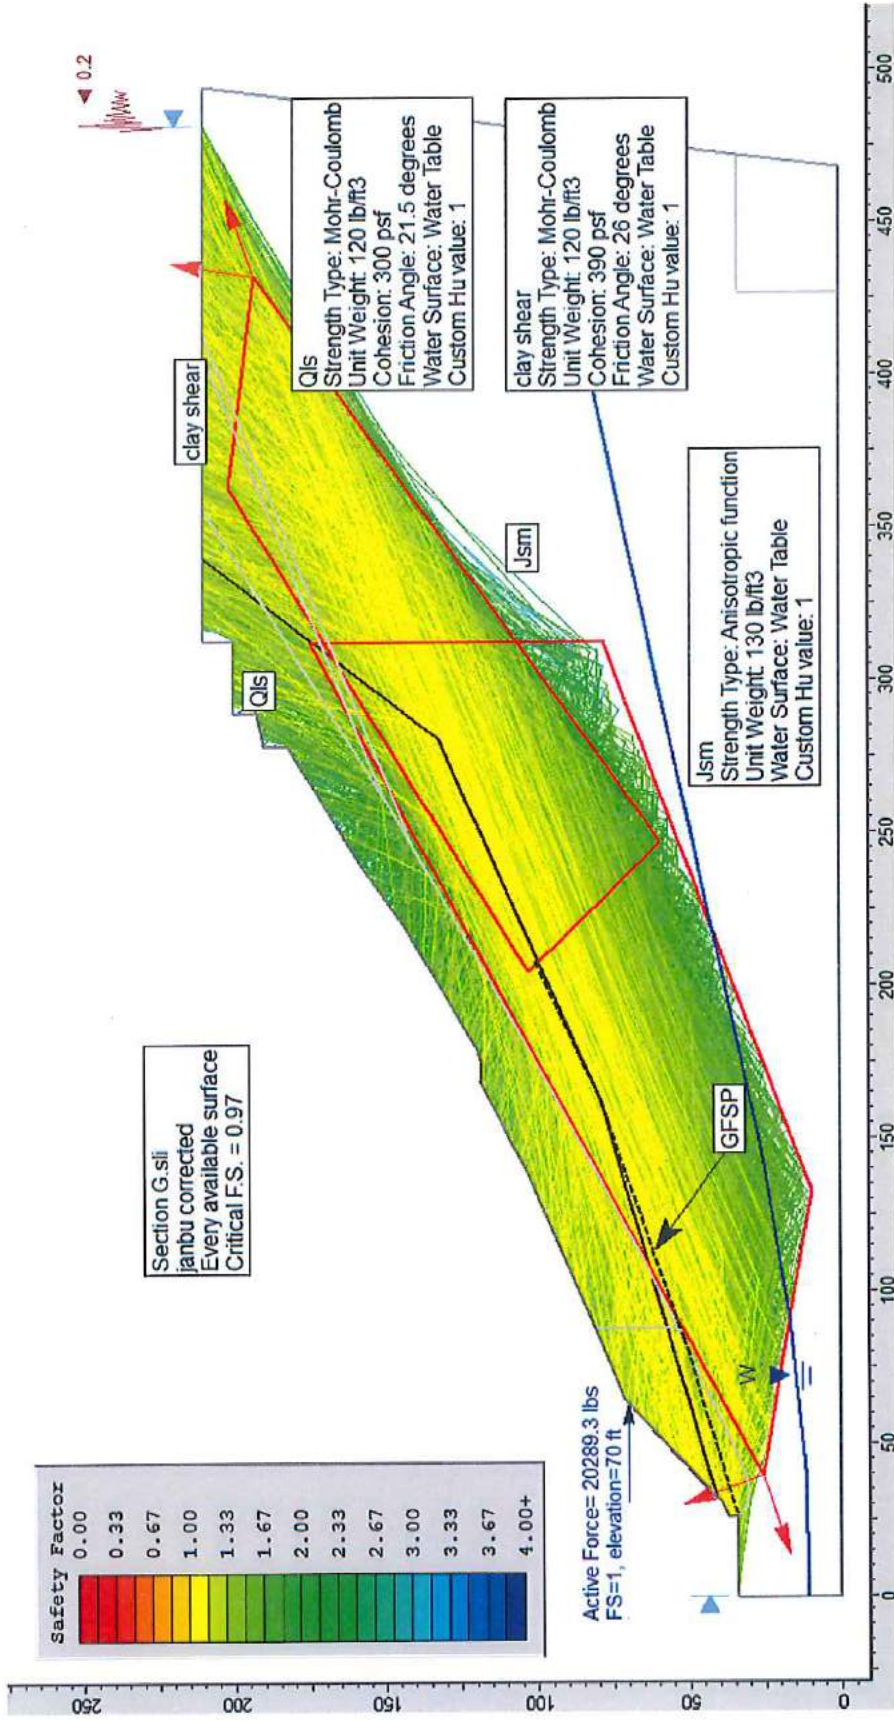 Safety Factor
0.00
0.33
0.67
1.00
1.33
1.67
2.00
2.33
2.67
3.00
3.33
3.67
4.00+
Section G.sli
janbu corrected
Every available surface
Critical F.S. = 0.97
0.2
clay shear
Qls
Qls
Strength Type: Mohr-Coulomb
Unit Weight: 120 lb/ft3
Cohesion: 300 psf
Friction Angle: 21.5 degrees
Water Surface: Water Table
Custom Hu value: 1
clay shear
Strength Type: Mohr-Coulomb
Unit Weight: 120 lb/ft3
Cohesion: 390 psf
Friction Angle: 26 degrees
Water Surface: Water Table
Custom Hu value: 1
Jsm
Jsm
Strength Type: Anisotropic function
Unit Weight: 130 lb/ft3
Water Surface: Water Table
Custom Hu value: 1
Active Force= 20289.3 lbs
FS=1, elevation=70 ft
GFSP
W
250
200
150
100
50
0
0
50
100
150
200
250
300
350
400
450
500